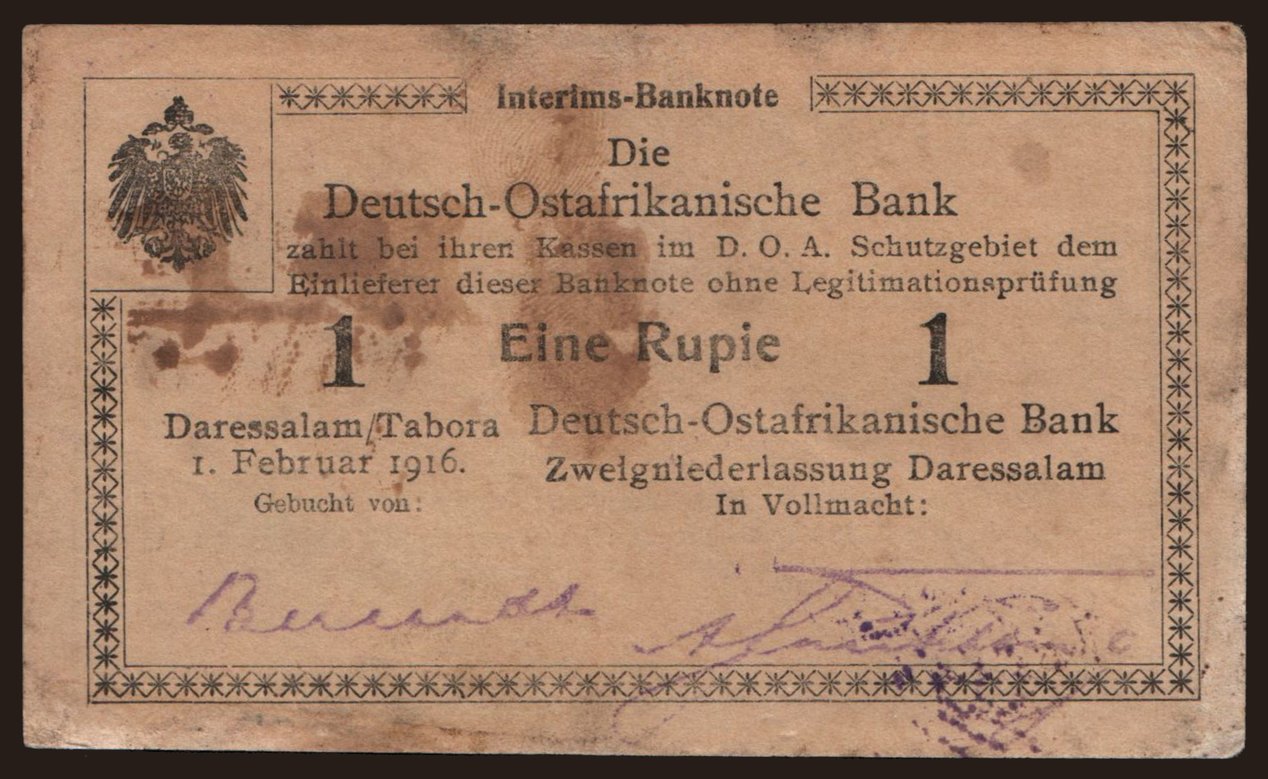 Interims-Banknote
Die
Deutsch-Ostafrikanische Bank
zahlt bei ihren Kassen im D. O. A. Schutzgebiet dem
Einlieferer dieser Banknote ohne Legitimationsprüfung
1 Eine Rupie 1
Daressalam/Tabora
1. Februar 1916.
Gebucht von:
Deutsch-Ostafrikanische Bank
Zweigniederlassung Daressalam
In Vollmacht: